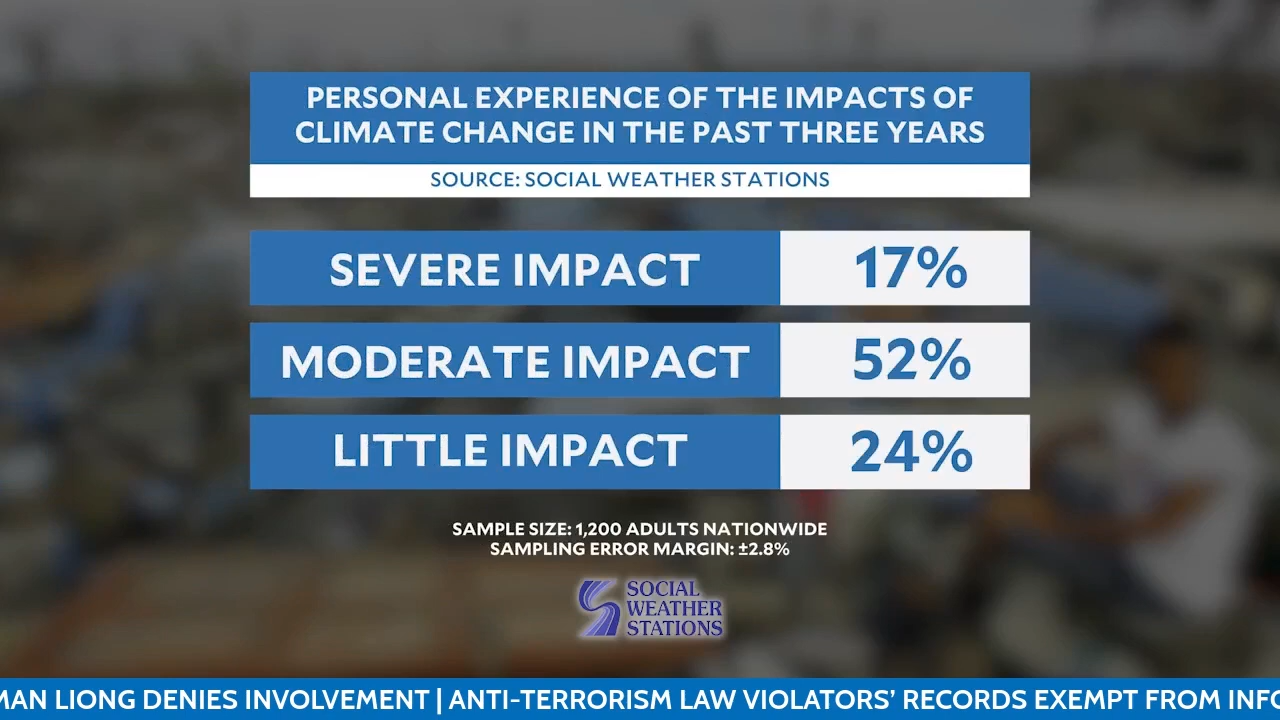 PERSONAL EXPERIENCE OF THE IMPACTS OF
CLIMATE CHANGE IN THE PAST THREE YEARS
SOURCE: SOCIAL WEATHER STATIONS
SEVERE IMPACT 17%
MODERATE IMPACT 52%
LITTLE IMPACT 24%
SAMPLE SIZE: 1,200 ADULTS NATIONWIDE
SAMPLING ERROR MARGIN: ±2.8%
SOCIAL
WEATHER
STATIONS
MAN LIONG DENIES INVOLVEMENT | ANTI-TERRORISM LAW VIOLATORS’ RECORDS EXEMPT FROM INFO